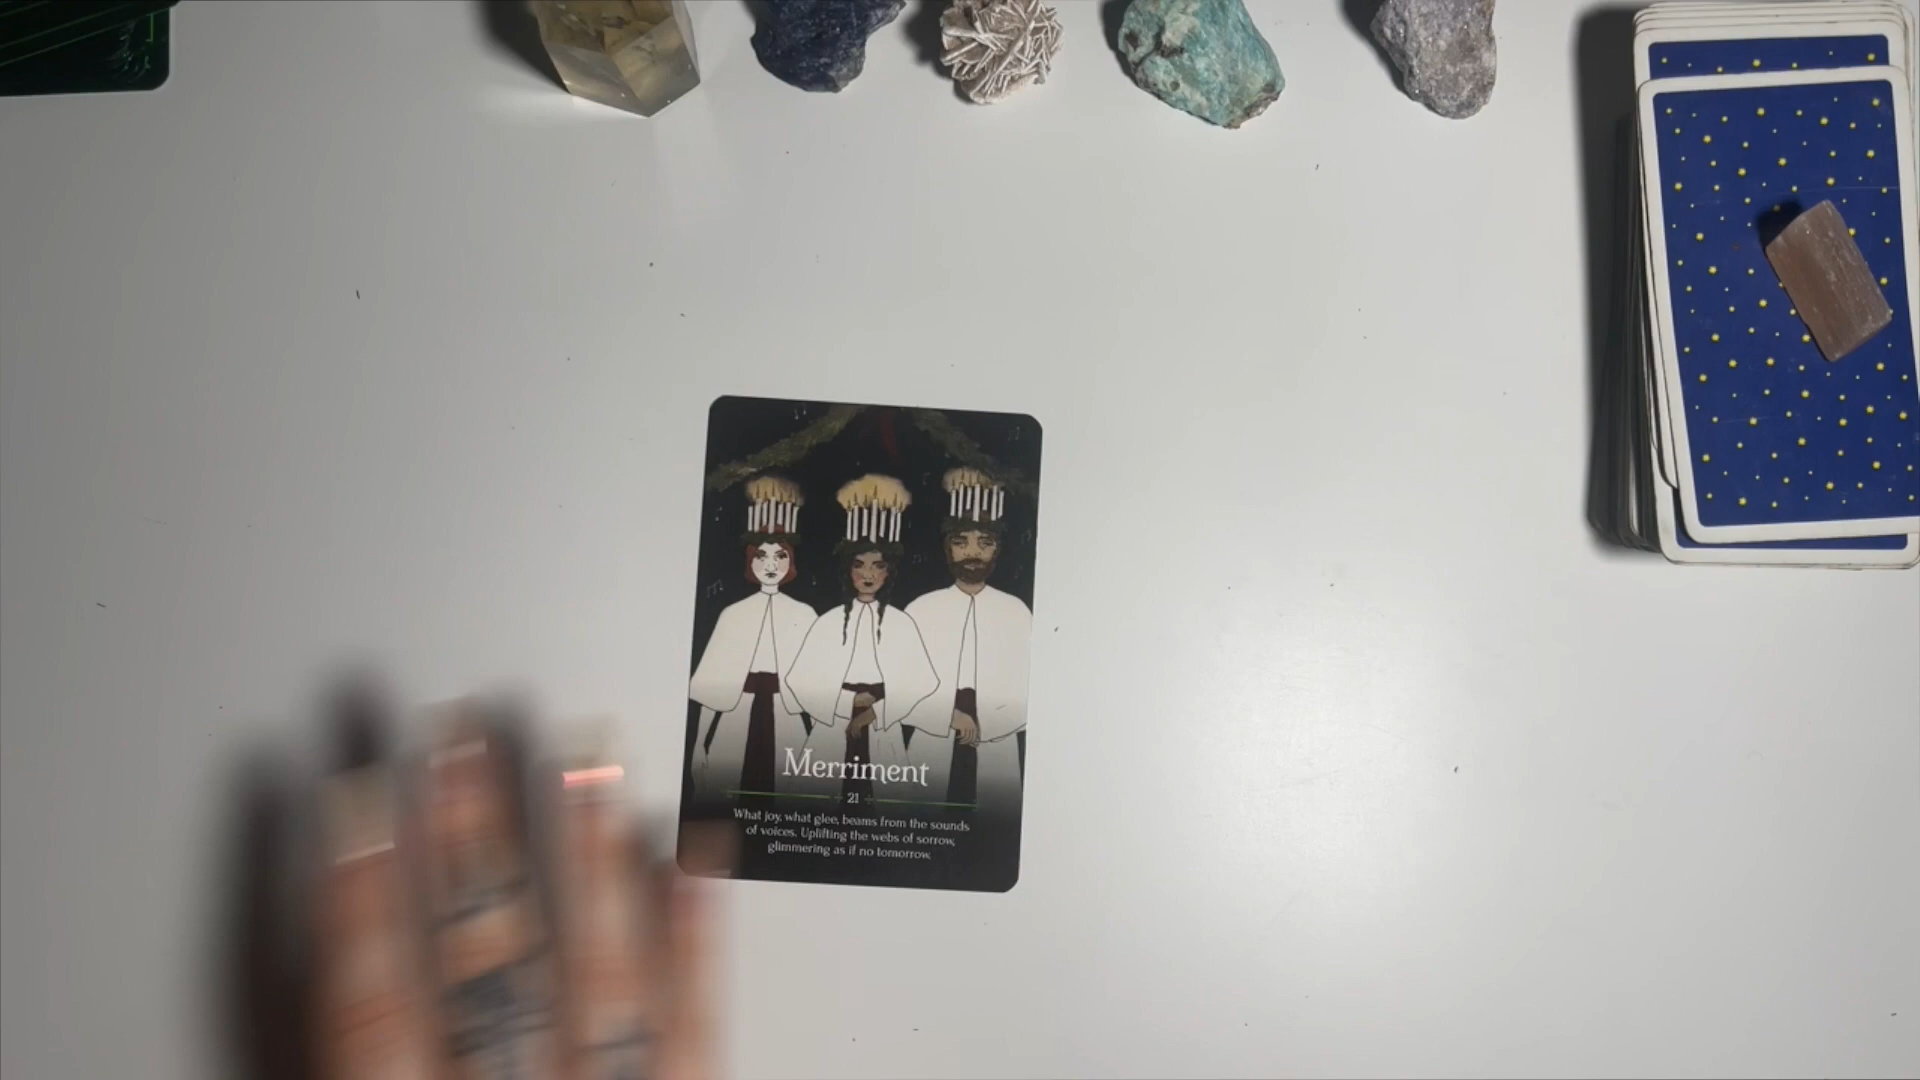 Merriment
21
What joy, what glee, beams from the sounds
of voices. Uplifting the webs of sorrow,
glimmering as if no tomorrow.